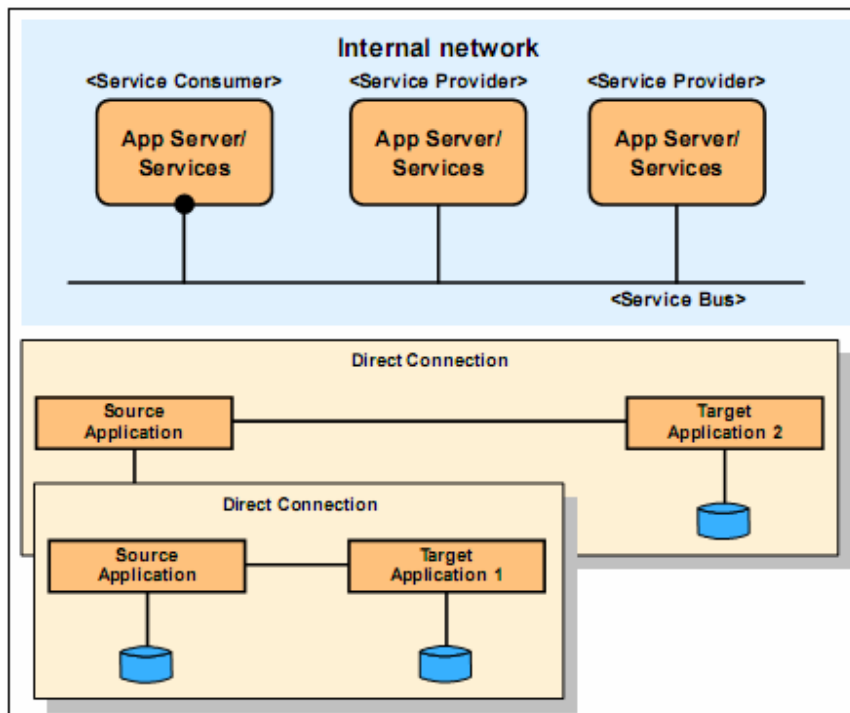 Internal network
<Service Consumer>
<Service Provider>
<Service Provider>
App Server/
Services
App Server/
Services
App Server/
Services
<Service Bus>
Direct Connection
Source
Application
Target
Application 2
Direct Connection
Source
Application
Target
Application 1